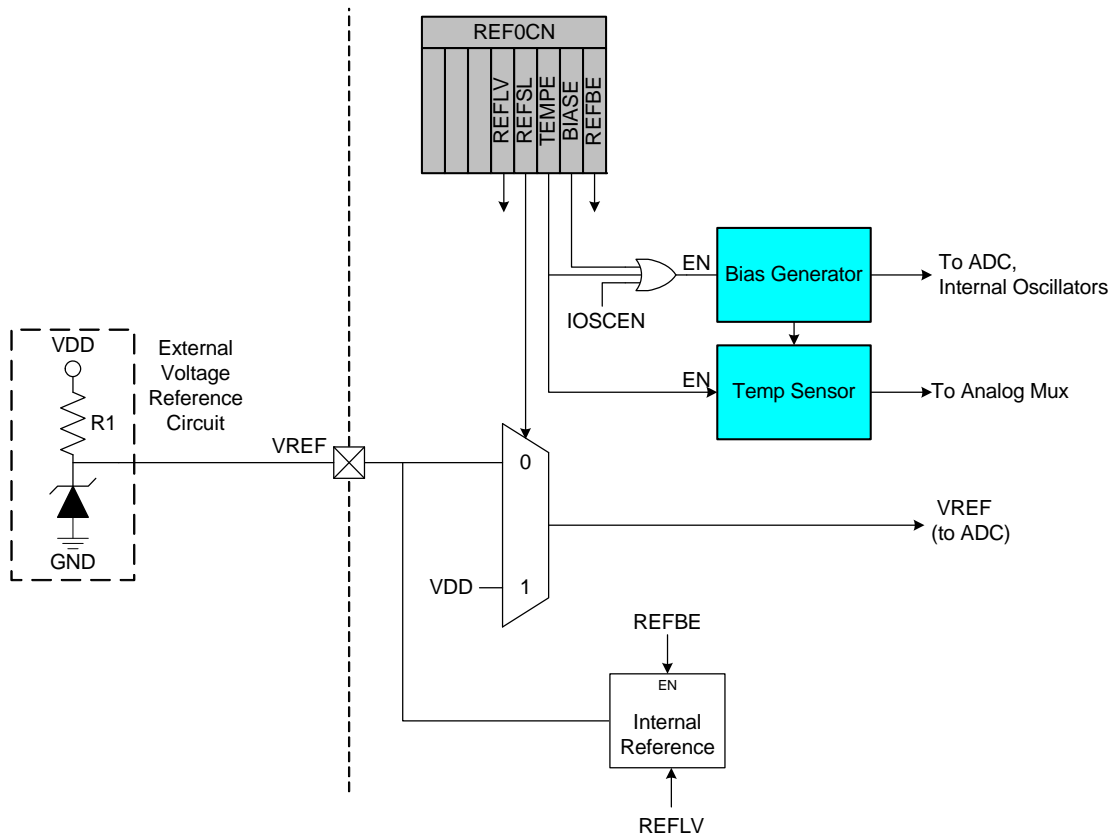 REF0CN
REFLV
REFSL
TEMPE
BIASE
REFBE
EN
Bias Generator
To ADC,
Internal Oscillators
IOSCEN
EN
Temp Sensor
To Analog Mux
VDD
R1
GND
External
Voltage
Reference
Circuit
VREF
0
VDD
1
VREF
(to ADC)
REFBE
EN
Internal
Reference
REFLV